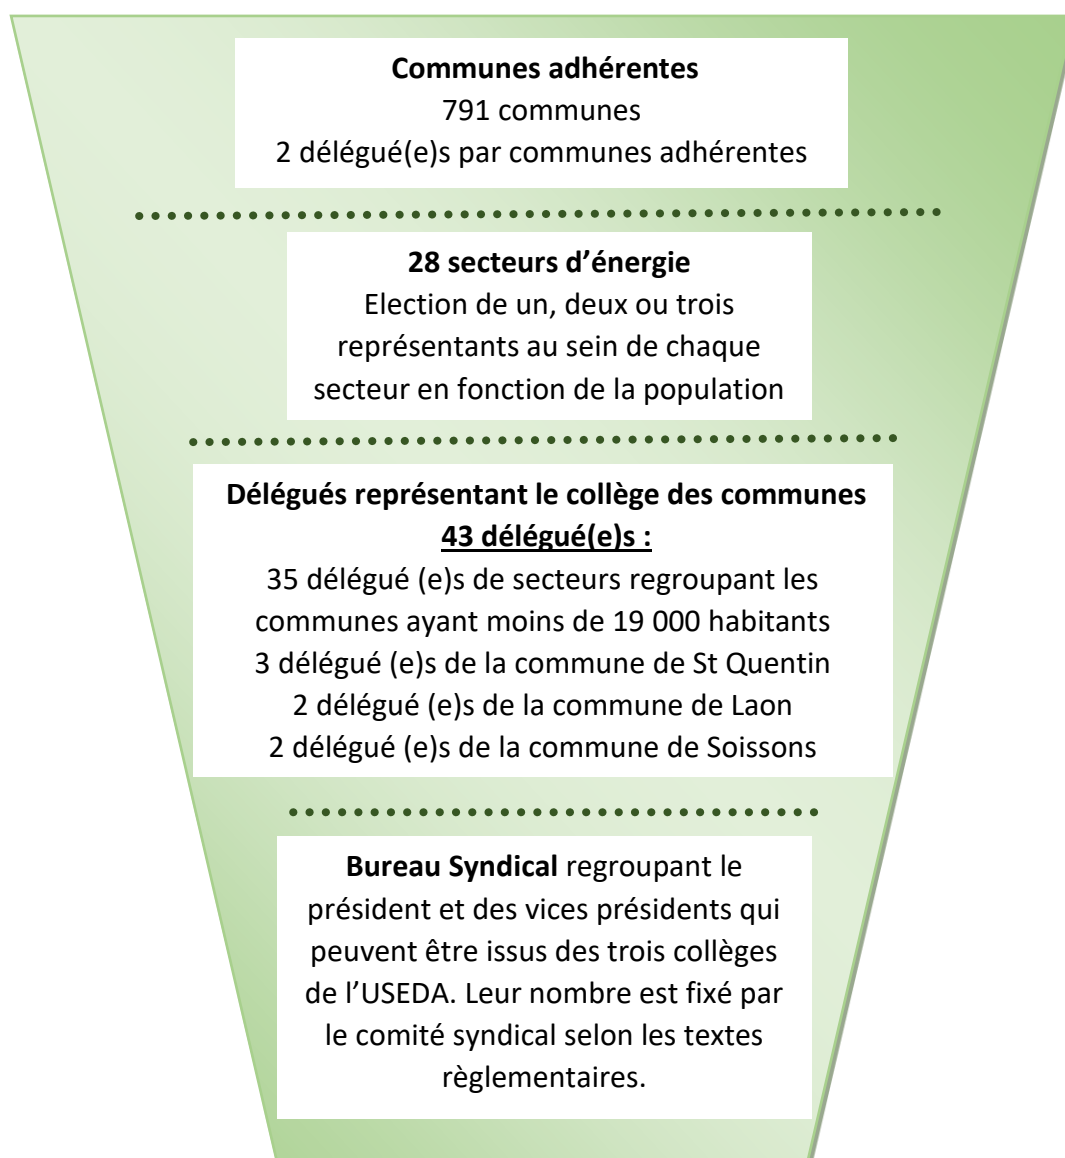 Communes adhérentes
791 communes
2 délégué(e)s par communes adhérentes
28 secteurs d’énergie
Election de un, deux ou trois
représentants au sein de chaque
secteur en fonction de la population
Délégués représentant le collège des communes
43 délégué(e)s :
35 délégué (e)s de secteurs regroupant les
communes ayant moins de 19 000 habitants
3 délégué (e)s de la commune de St Quentin
2 délégué (e)s de la commune de Laon
2 délégué (e)s de la commune de Soissons
Bureau Syndical regroupant le
président et des vices présidents qui
peuvent être issus des trois collèges
de l’USEDA. Leur nombre est fixé par
le comité syndical selon les textes
règlementaires.